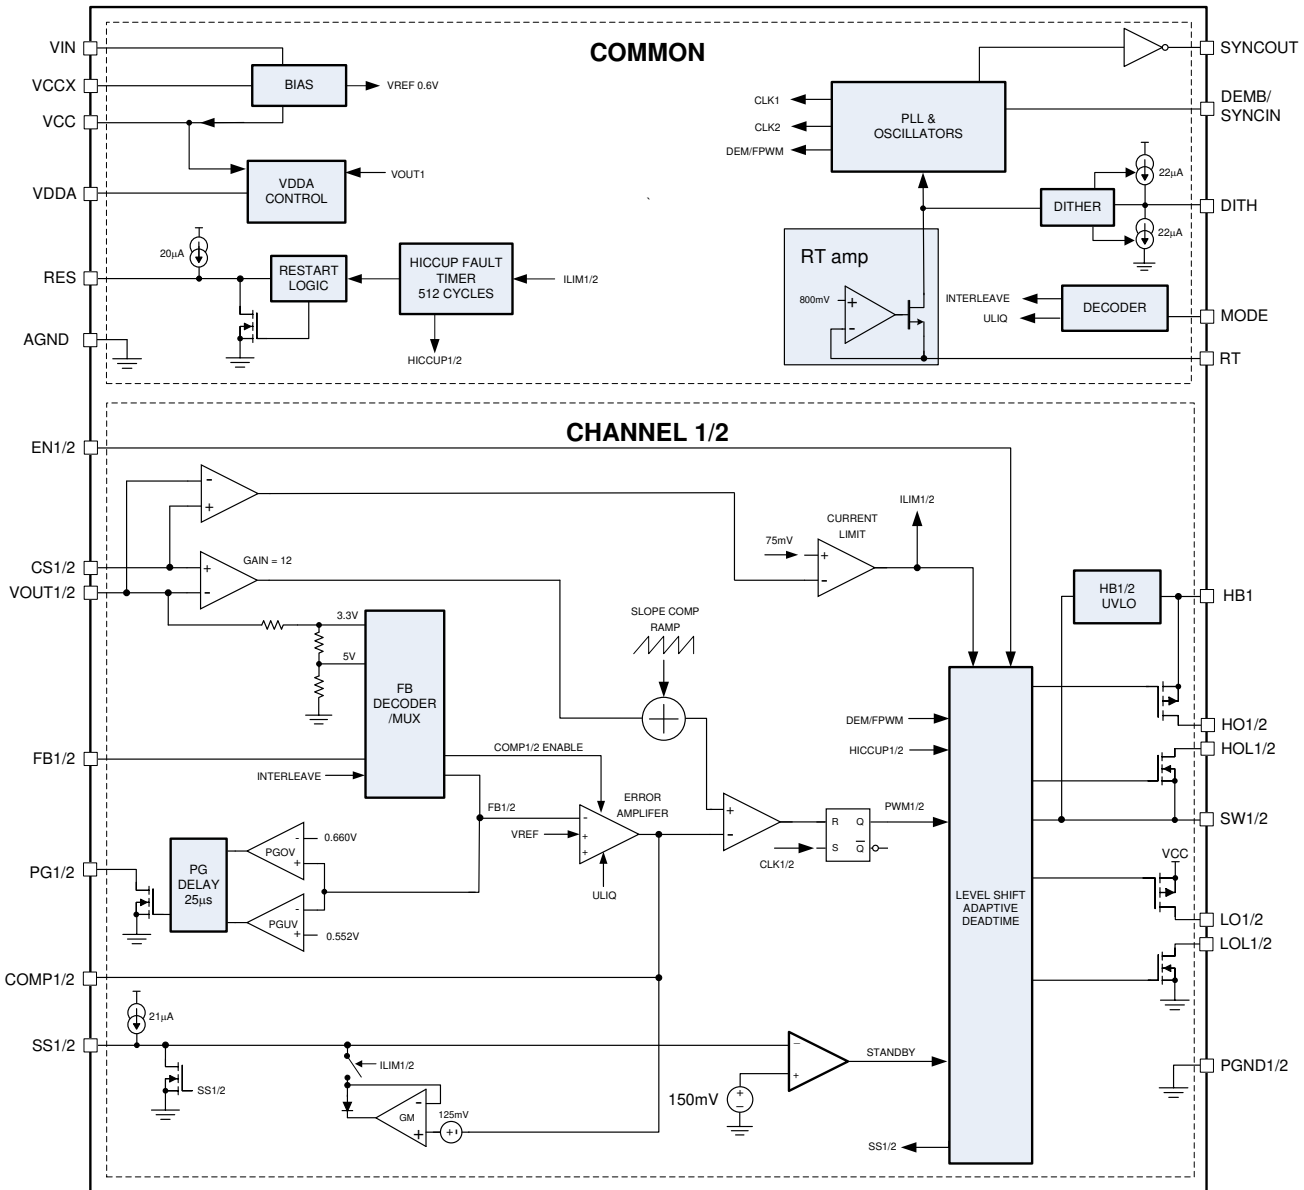 COMMON
VIN
VCCX
VCC
VDDA
RES
AGND
BIAS
VREF 0.6V
VDDA
CONTROL
VOUT1
20µA
RESTART
LOGIC
HICCUP FAULT
TIMER
512 CYCLES
ILIM1/2
HICCUP1/2
CLK1
CLK2
DEM/FPWM
PLL &
OSCILLATORS
SYNCOUT
DEMB/
SYNCIN
22µA
DITHER
DITH
22µA
RT amp
800mV
+
-
INTERLEAVE
ULIQ
DECODER
MODE
RT
CHANNEL 1/2
EN1/2
-
+
CS1/2
VOUT1/2
+
-
GAIN = 12
75mV
CURRENT
LIMIT
+
-
ILIM1/2
HB1/2
UVLO
HB1
3.3V
5V
FB
DECODER
/MUX
SLOPE COMP
RAMP
FB1/2
INTERLEAVE
COMP1/2 ENABLE
FB1/2
ERROR
AMPLIFER
VREF
-
+
+
ULIQ
+
-
CLK1/2
R
Q
S
Q
PWM1/2
DEM/FPWM
HICCUP1/2
LEVEL SHIFT
ADAPTIVE
DEADTIME
HO1/2
HOL1/2
SW1/2
VCC
LO1/2
LOL1/2
PGND1/2
PG1/2
PG
DELAY
25µs
PGOV
-
+
0.660V
PGUV
-
+
0.552V
COMP1/2
21µA
SS1/2
SS1/2
ILIM1/2
GM
-
+
125mV
+
-
150mV
+
-
-
+
STANDBY
SS1/2